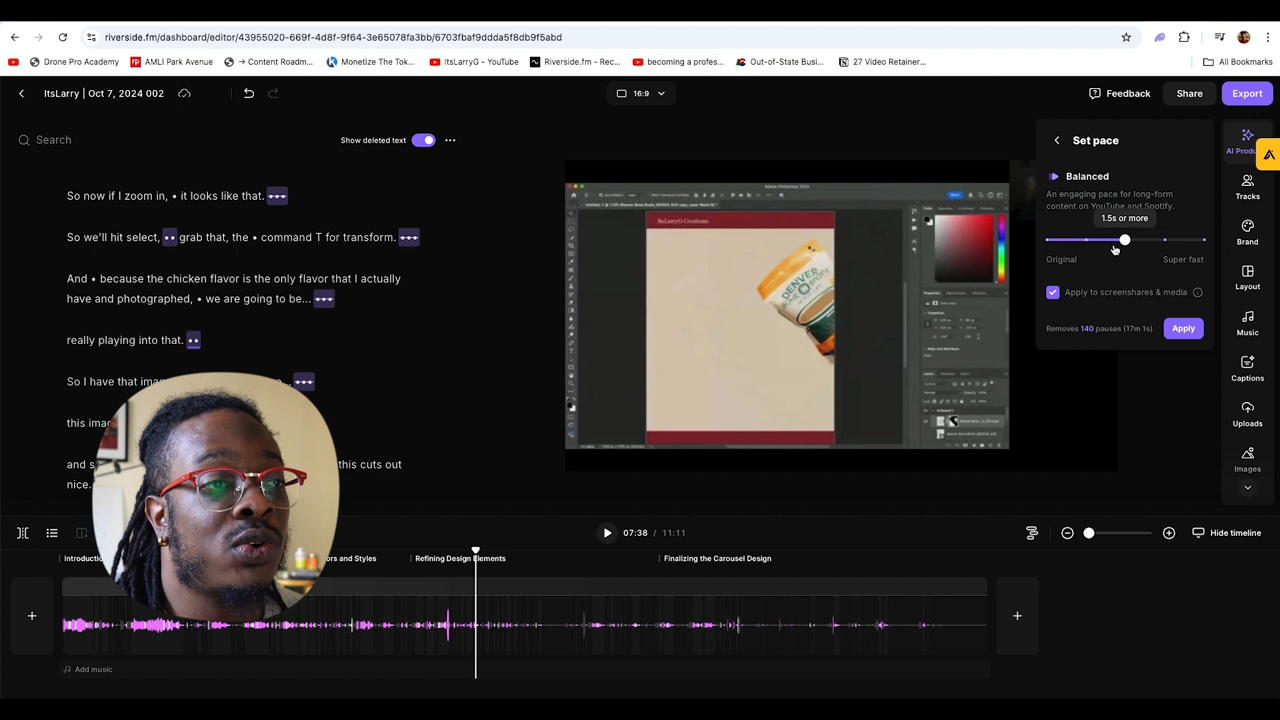 riverside.fm/dashboard/editor/43955020-669f-4d8f-9f64-3e65078fa3bb/6703fbaf9ddda5f8db9f5abd
Drone Pro Academy
AMLI Park Avenue
→ Content Roadm...
Monetize The Tok...
ItsLarryG - YouTube
Riverside.fm - Rec...
becoming a profes...
Out-of-State Busi...
27 Video Retainer...
All Bookmarks
ItsLarry | Oct 7, 2024 002
16:9
Feedback
Share
Export
Search
Show deleted text
So now if I zoom in, • it looks like that.
So we'll hit select, •• grab that, the • command T for transform.
And • because the chicken flavor is the only flavor that I actually
have and photographed, • we are going to be...
really playing into that.
So I have that
and s
this cuts out
nice.
ItsLarryG Creations
DENVER
BROTH
Set pace
Balanced
An engaging pace for long-form
content on YouTube and Spotify.
1.5s or more
Original
Super fast
Apply to screenshares & media
Removes 140 pauses (17m 1s).
Apply
AI Produ
Tracks
Brand
Layout
Music
Captions
Uploads
Images
07:38 / 11:11
Hide timeline
Introduc
ors and Styles
Refining Design Elements
Finalizing the Carousel Design
Add music